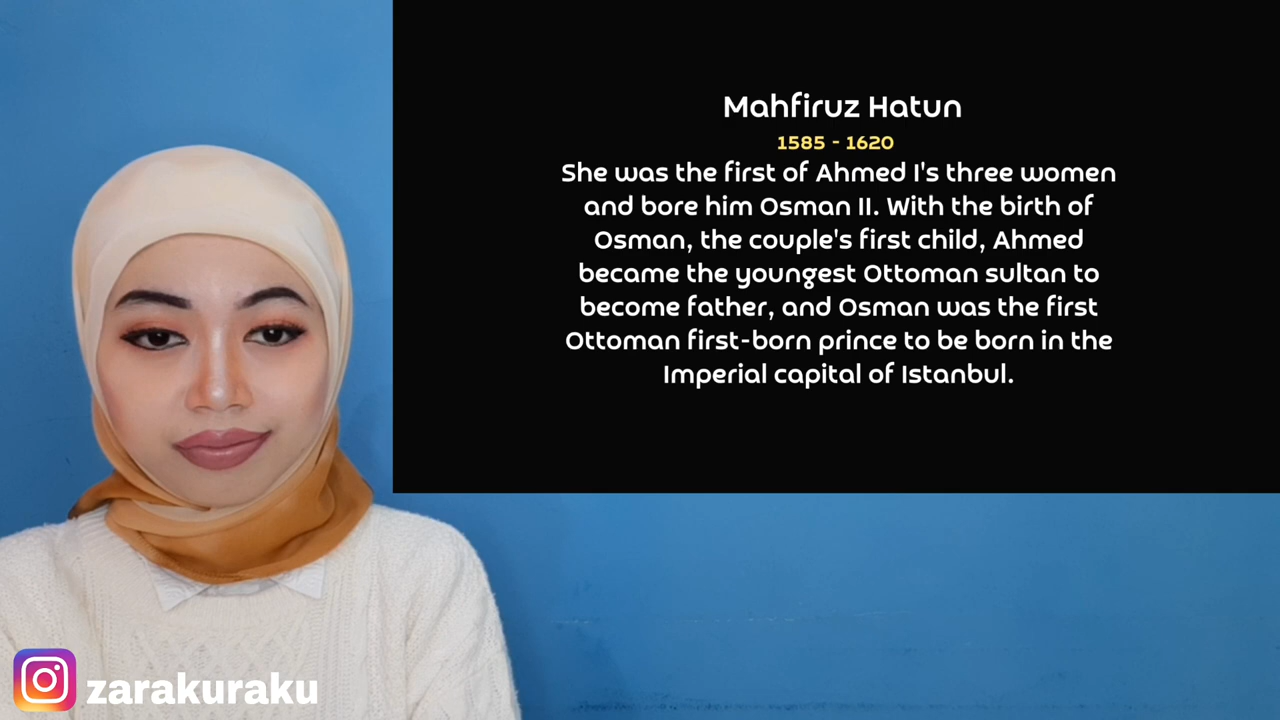 Mahfiruz Hatun
1585 - 1620
She was the first of Ahmed I's three women
and bore him Osman II. With the birth of
Osman, the couple's first child, Ahmed
became the youngest Ottoman sultan to
become father, and Osman was the first
Ottoman first-born prince to be born in the
Imperial capital of Istanbul.
zarakuraku